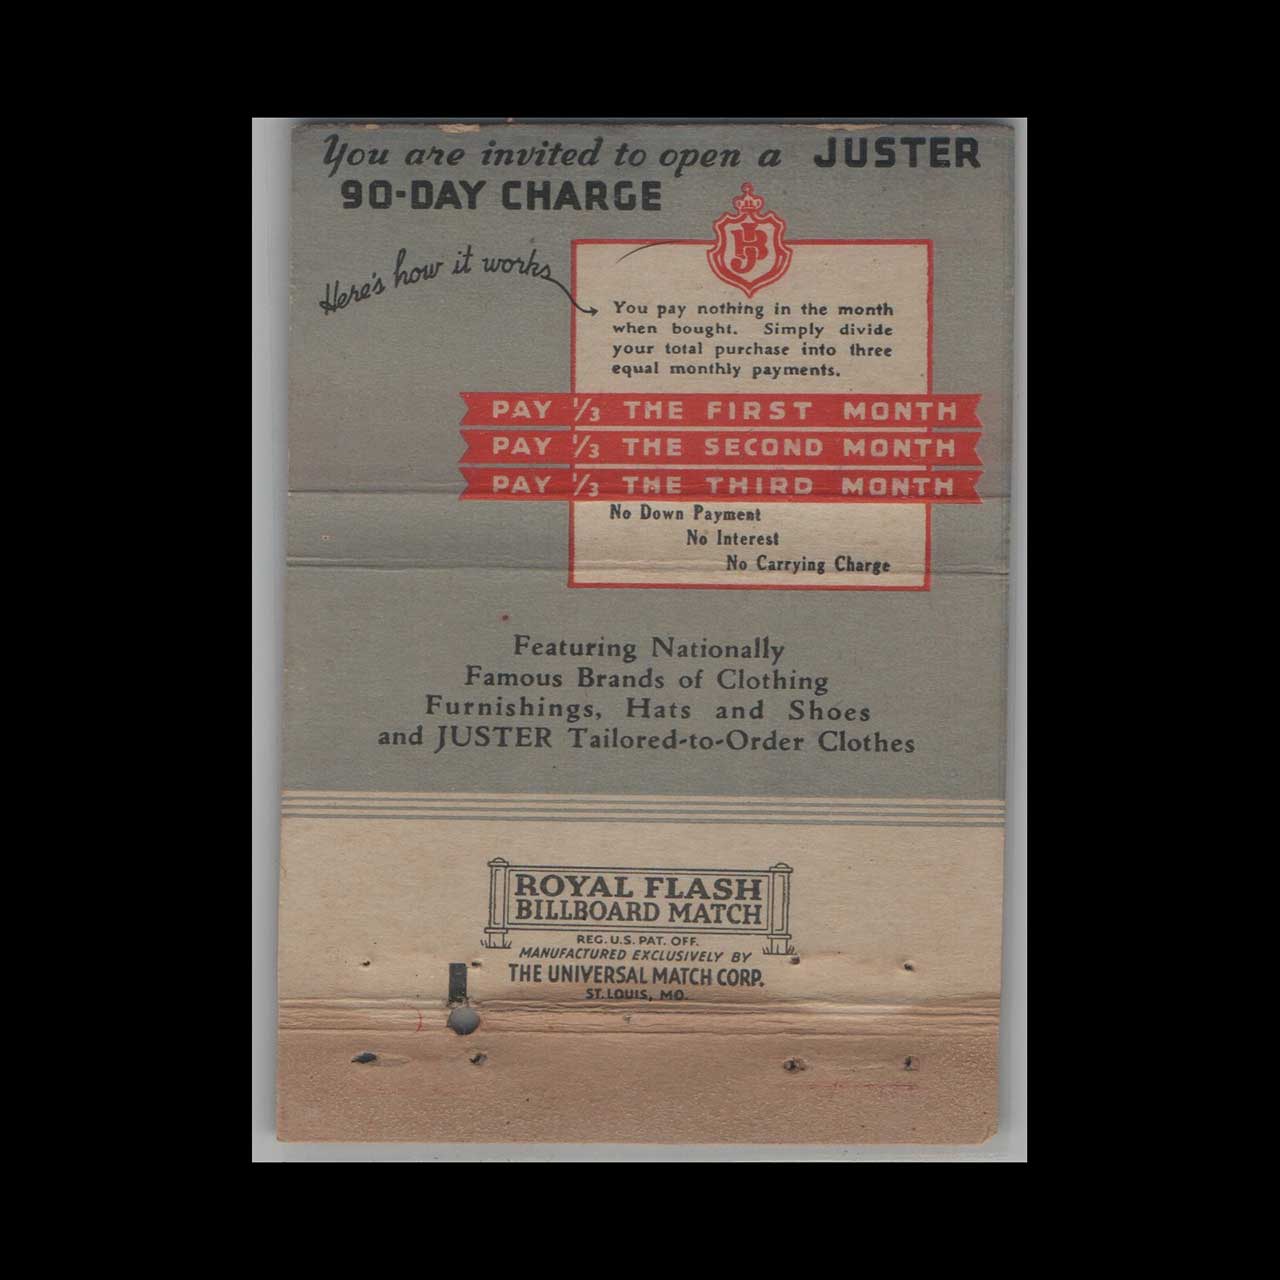 You are invited to open a JUSTER
90-DAY CHARGE
Here's how it works
JB
You pay nothing in the month
when bought. Simply divide
your total purchase into three
equal monthly payments.
PAY 1/3 THE FIRST MONTH
PAY 1/3 THE SECOND MONTH
PAY 1/3 THE THIRD MONTH
No Down Payment
No Interest
No Carrying Charge
Featuring Nationally
Famous Brands of Clothing
Furnishings, Hats and Shoes
and JUSTER Tailored-to-Order Clothes
ROYAL FLASH
BILLBOARD MATCH
REG. U.S. PAT. OFF.
MANUFACTURED EXCLUSIVELY BY
THE UNIVERSAL MATCH CORP.
ST. LOUIS, MO.